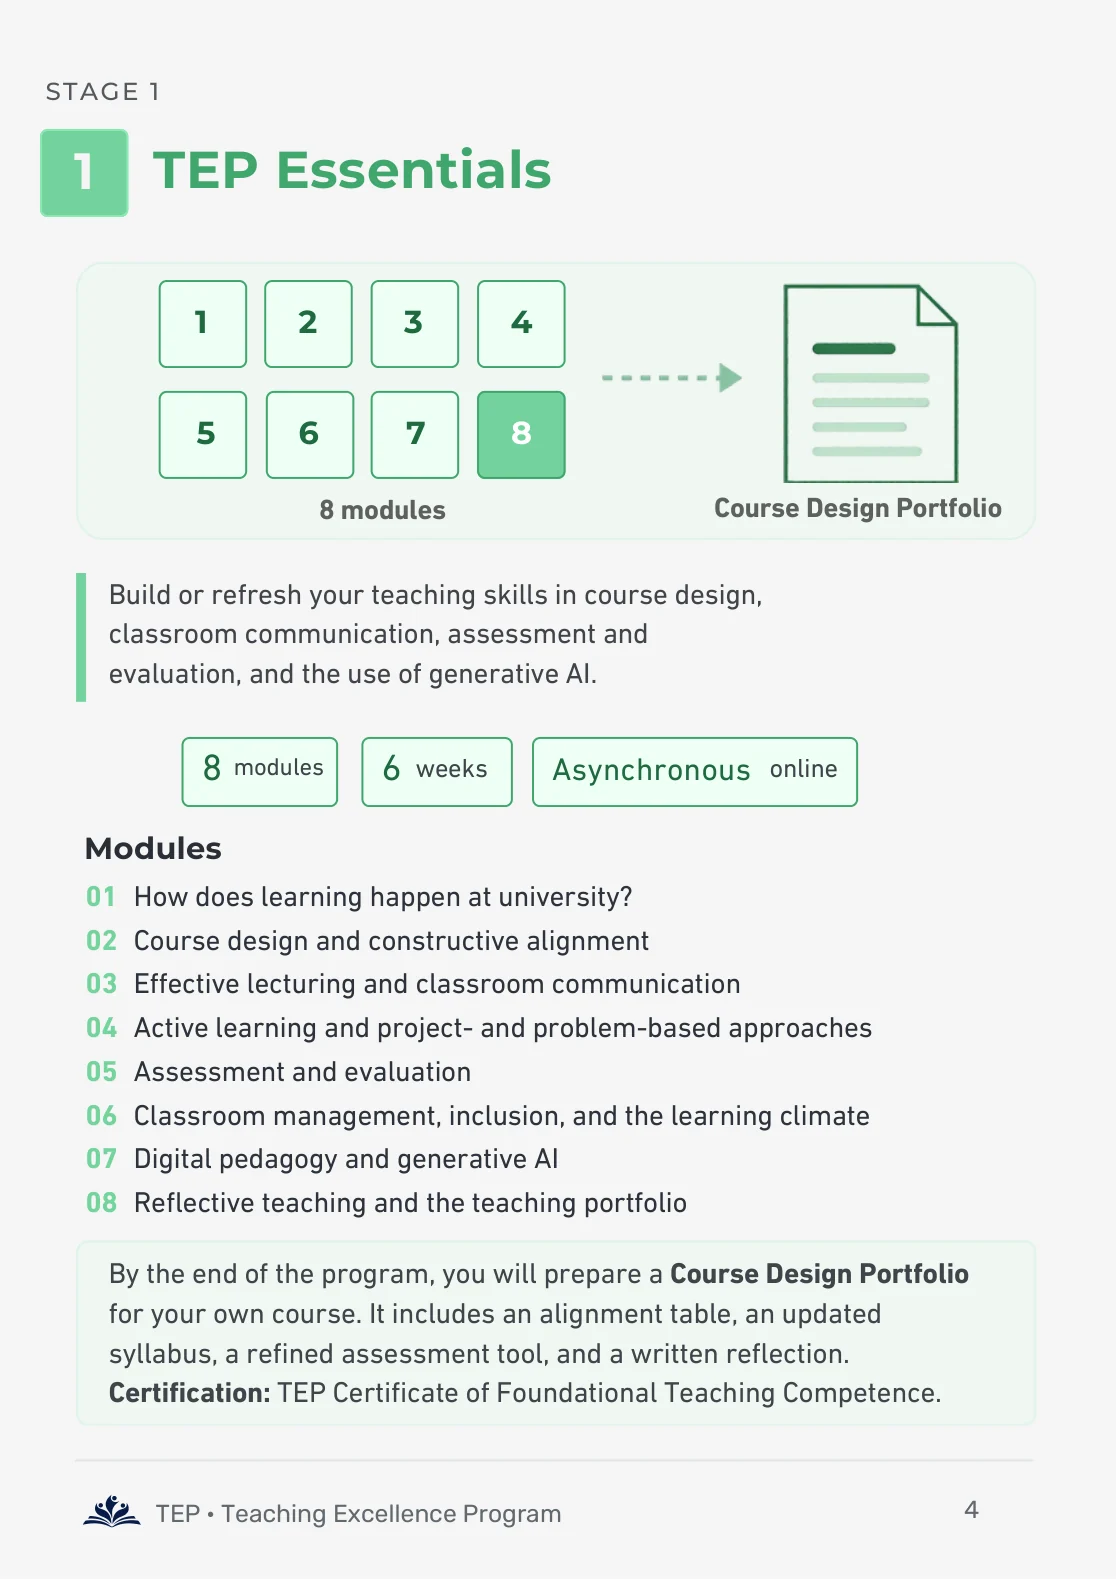 STAGE 1
1 TEP Essentials
1 2 3 4
5 6 7 8
8 modules
Course Design Portfolio
Build or refresh your teaching skills in course design,
classroom communication, assessment and
evaluation, and the use of generative AI.
8 modules 6 weeks Asynchronous online
Modules
01 How does learning happen at university?
02 Course design and constructive alignment
03 Effective lecturing and classroom communication
04 Active learning and project- and problem-based approaches
05 Assessment and evaluation
06 Classroom management, inclusion, and the learning climate
07 Digital pedagogy and generative AI
08 Reflective teaching and the teaching portfolio
By the end of the program, you will prepare a Course Design Portfolio
for your own course. It includes an alignment table, an updated
syllabus, a refined assessment tool, and a written reflection.
Certification: TEP Certificate of Foundational Teaching Competence.
TEP • Teaching Excellence Program 4